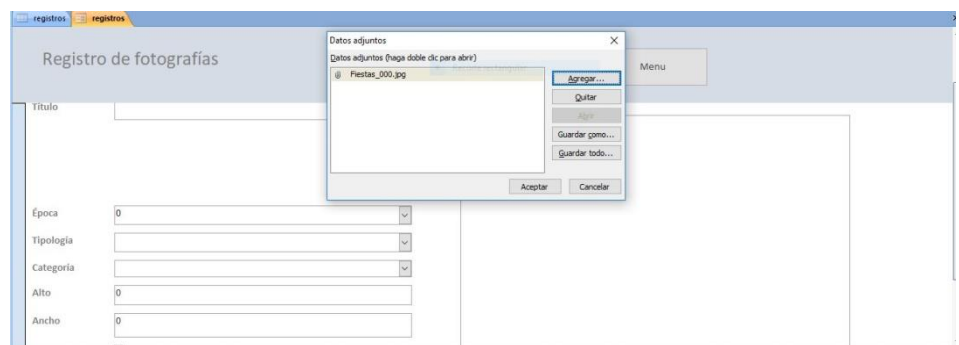 registros registros
Datos adjuntos
Registro de fotografías
Datos adjuntos (haga doble clic para abrir)
Menu
Fiestas_000.jpg
Agregar...
Quitar
Abrir
Guardar como...
Guardar todo...
Aceptar Cancelar
Título
Época 0
Tipología
Categoría
Alto 0
Ancho 0